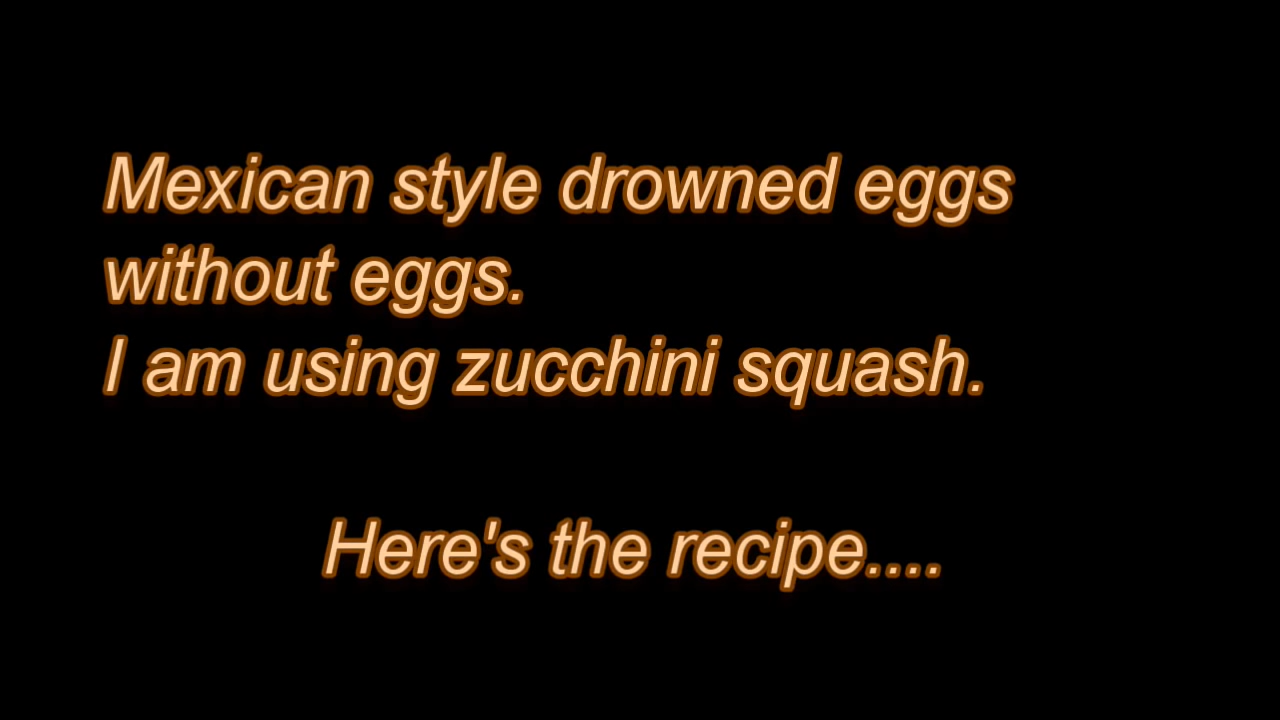 Mexican style drowned eggs
without eggs.
I am using zucchini squash.
Here's the recipe....